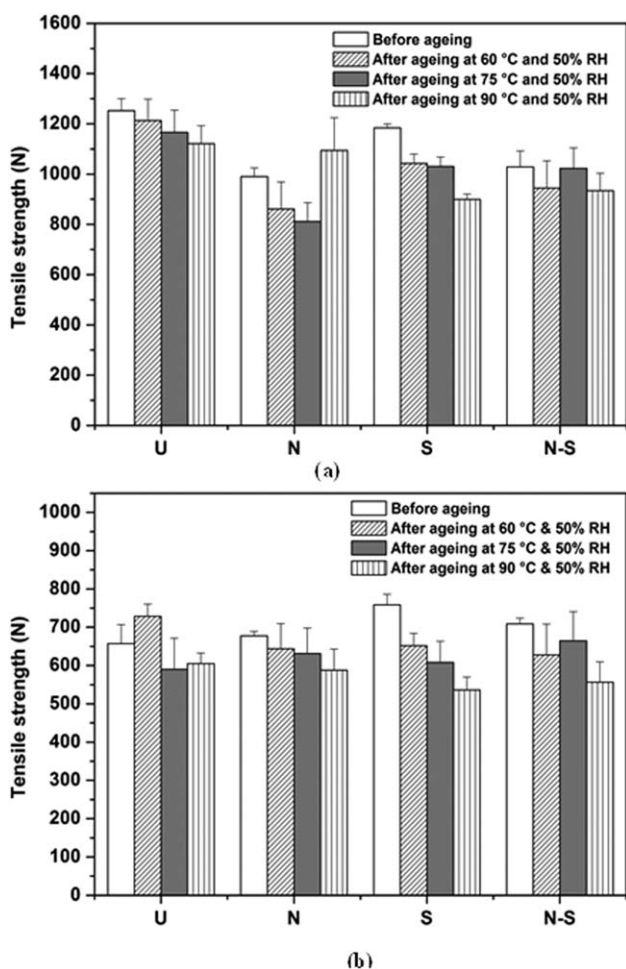 1600
1400
1200
1000
800
600
400
200
0
Tensile strength (N)
Before ageing
After ageing at 60 °C and 50% RH
After ageing at 75 °C and 50% RH
After ageing at 90 °C and 50% RH
U N S N-S
(a)
1000
900
800
700
600
500
400
300
200
100
0
Tensile strength (N)
Before ageing
After ageing at 60 °C & 50% RH
After ageing at 75 °C & 50% RH
After ageing at 90 °C & 50% RH
U N S N-S
(b)